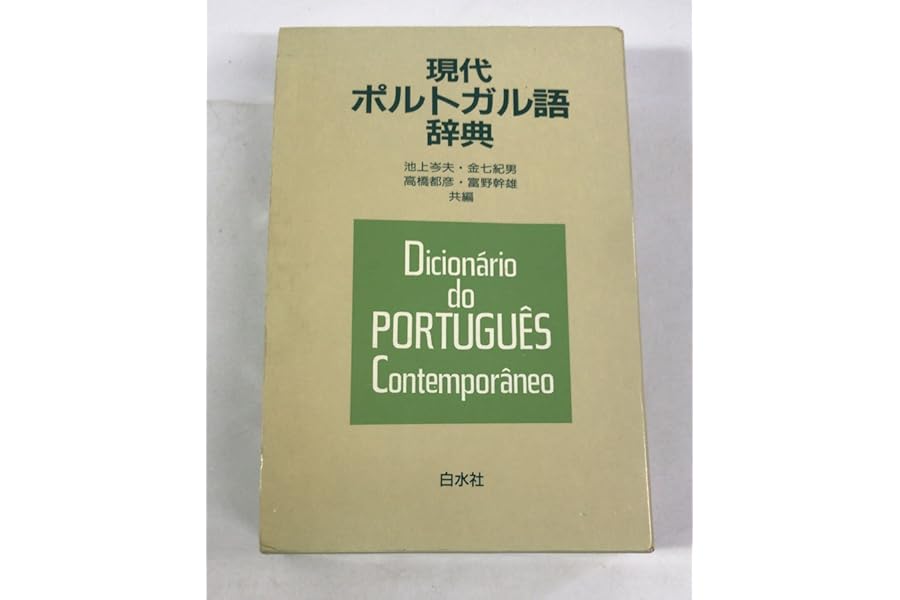 現代
ポルトガル語
辞典
池上岑夫・金七紀男
高橋都彦・富野幹雄
共編
Dicionário
do
PORTUGUÊS
Contemporâneo
白水社